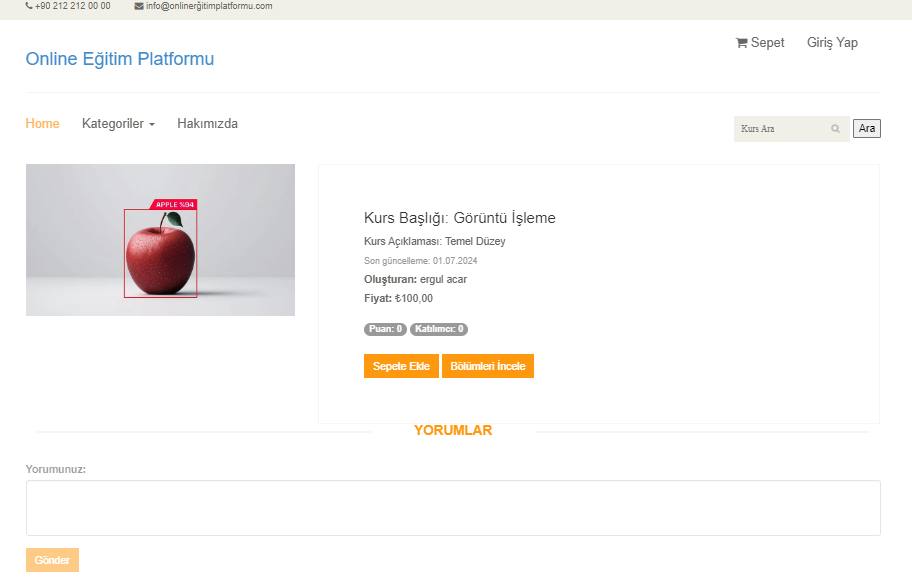 +90 212 212 00 00 info@onlinerğitimplatformu.com
Sepet Giriş Yap
Online Eğitim Platformu
Home Kategoriler Hakımızda
Kurs Ara Ara
APPLE %94
Kurs Başlığı: Görüntü İşleme
Kurs Açıklaması: Temel Düzey
Son güncelleme: 01.07.2024
Oluşturan: ergul acar
Fiyat: ₺100,00
Puan: 0 Katılımcı: 0
Sepete Ekle Bölümleri İncele
YORUMLAR
Yorumunuz:
Gönder